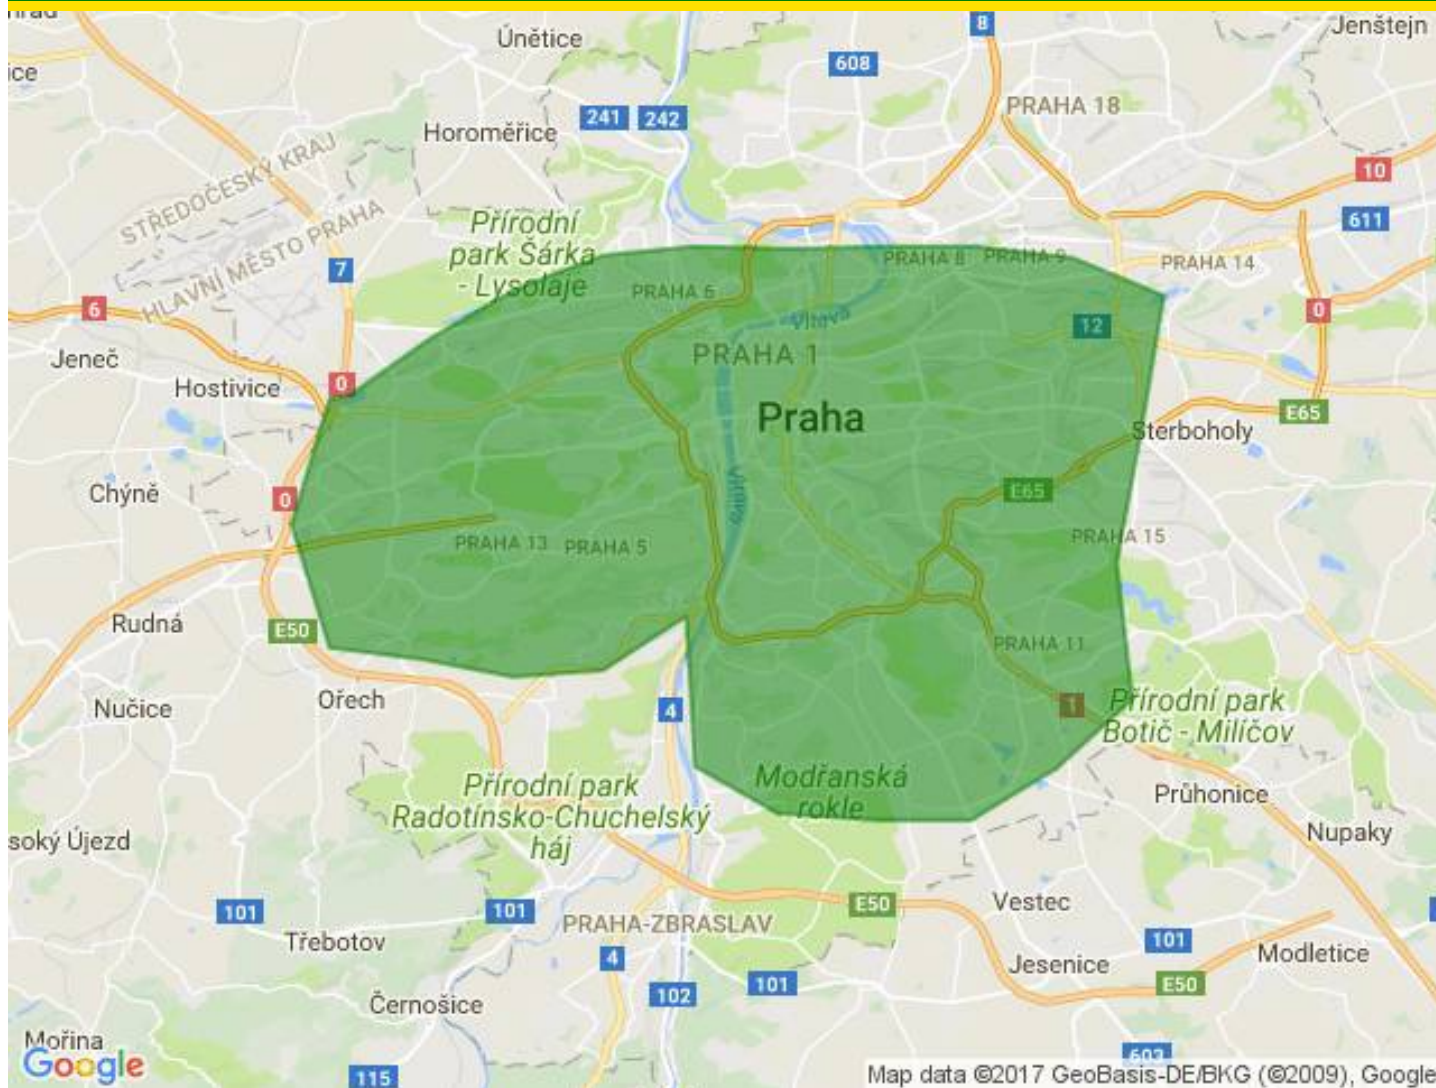 8
Jenštejn
Únětice
ice
608
PRAHA 18
241
242
Horoměřice
10
STŘEDOČESKÝ KRAJ
HLAVNÍ MĚSTO PRAHA
611
Přírodní
park Šárka
- Lysolaje
7
PRAHA 8
PRAHA 9
PRAHA 14
PRAHA 6
6
0
Vltava
12
Jeneč
PRAHA 1
Hostivice
0
Praha
E65
Sterboholy
Chýně
0
Vltava
E65
PRAHA 13
PRAHA 5
PRAHA 15
Rudná
E50
PRAHA 11
Ořech
Nučice
4
1
Přírodní park
Botič - Milíčov
Přírodní park
Radotínsko-Chuchelský
háj
Modřanská
rokle
Průhonice
Nupaky
soký Újezd
101
101
E50
Vestec
PRAHA-ZBRASLAV
Třebotov
4
101
Modletice
Jesenice
102
101
E50
Černošice
Mořina
Google
115
603
Map data ©2017 GeoBasis-DE/BKG (©2009), Google